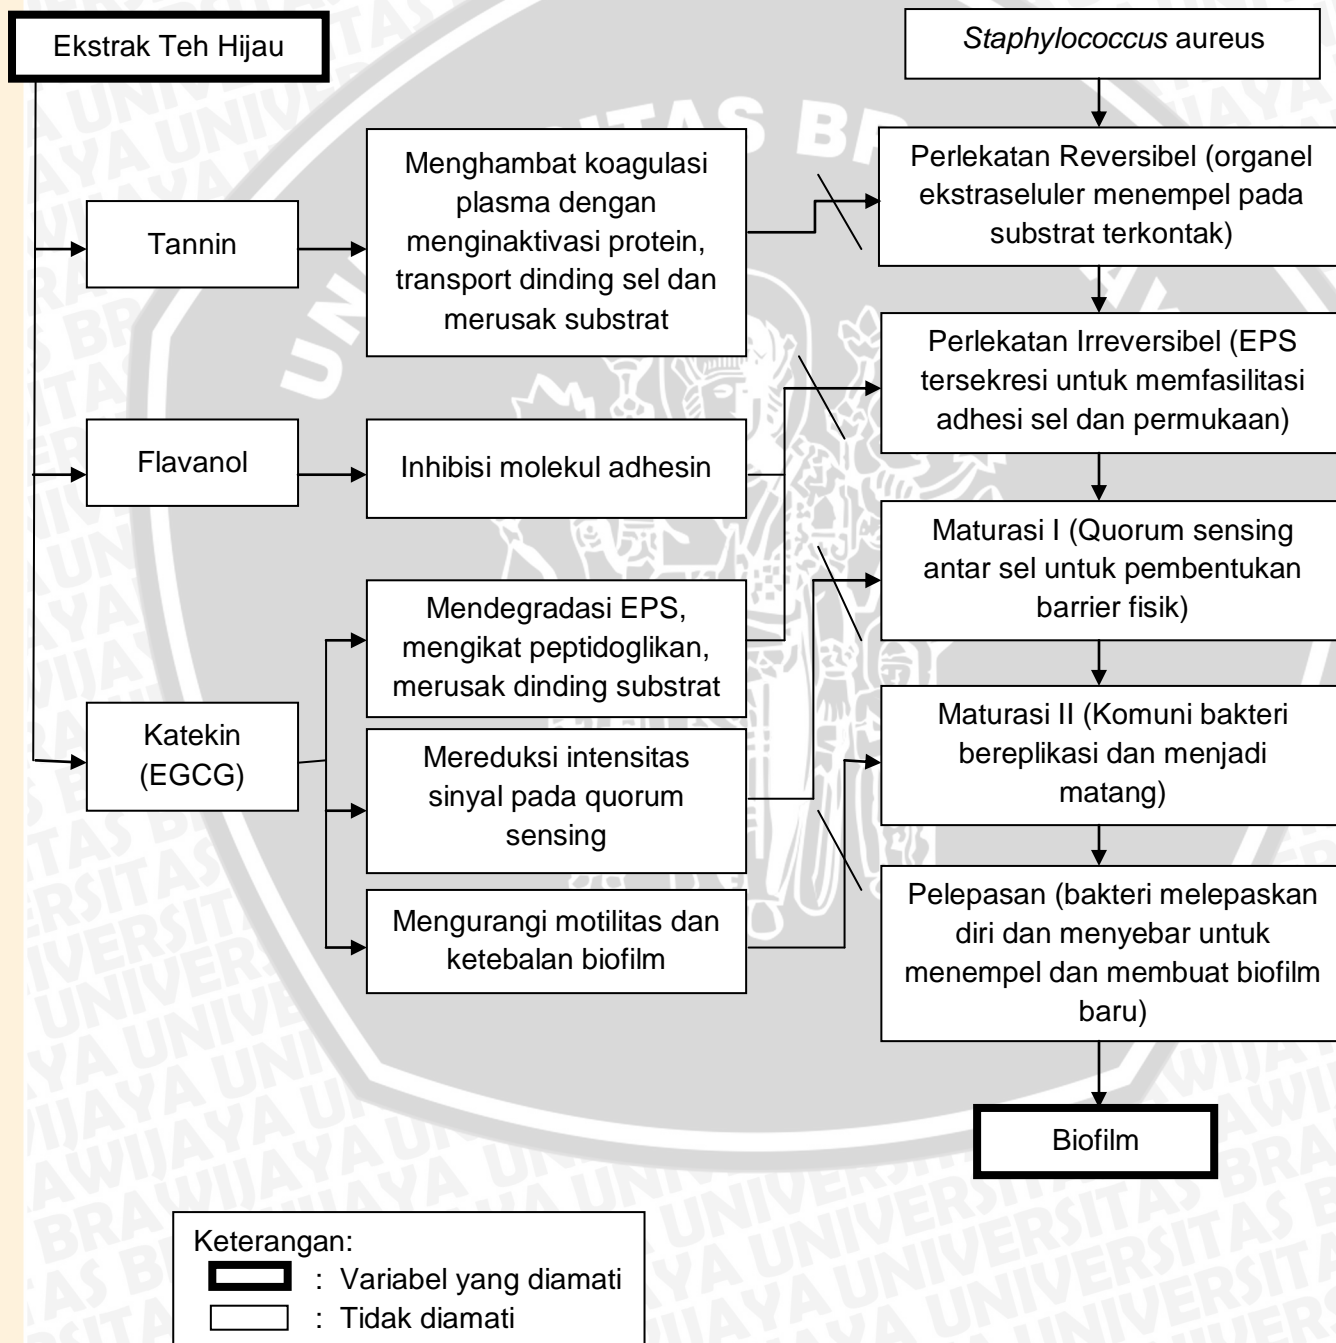 Ekstrak Teh Hijau
Staphylococcus aureus
Tannin
Menghambat koagulasi
plasma dengan
menginaktivasi protein,
transport dinding sel dan
merusak substrat
Perlekatan Reversibel (organel
ekstraseluler menempel pada
substrat terkontak)
Perlekatan Irreversibel (EPS
tersekresi untuk memfasilitasi
adhesi sel dan permukaan)
Flavanol
Inhibisi molekul adhesin
Maturasi I (Quorum sensing
antar sel untuk pembentukan
barrier fisik)
Katekin
(EGCG)
Mendegradasi EPS,
mengikat peptidoglikan,
merusak dinding substrat
Mereduksi intensitas
sinyal pada quorum
sensing
Mengurangi motilitas dan
ketebalan biofilm
Maturasi II (Komuni bakteri
bereplikasi dan menjadi
matang)
Pelepasan (bakteri melepaskan
diri dan menyebar untuk
menempel dan membuat biofilm
baru)
Biofilm
Keterangan:
: Variabel yang diamati
: Tidak diamati